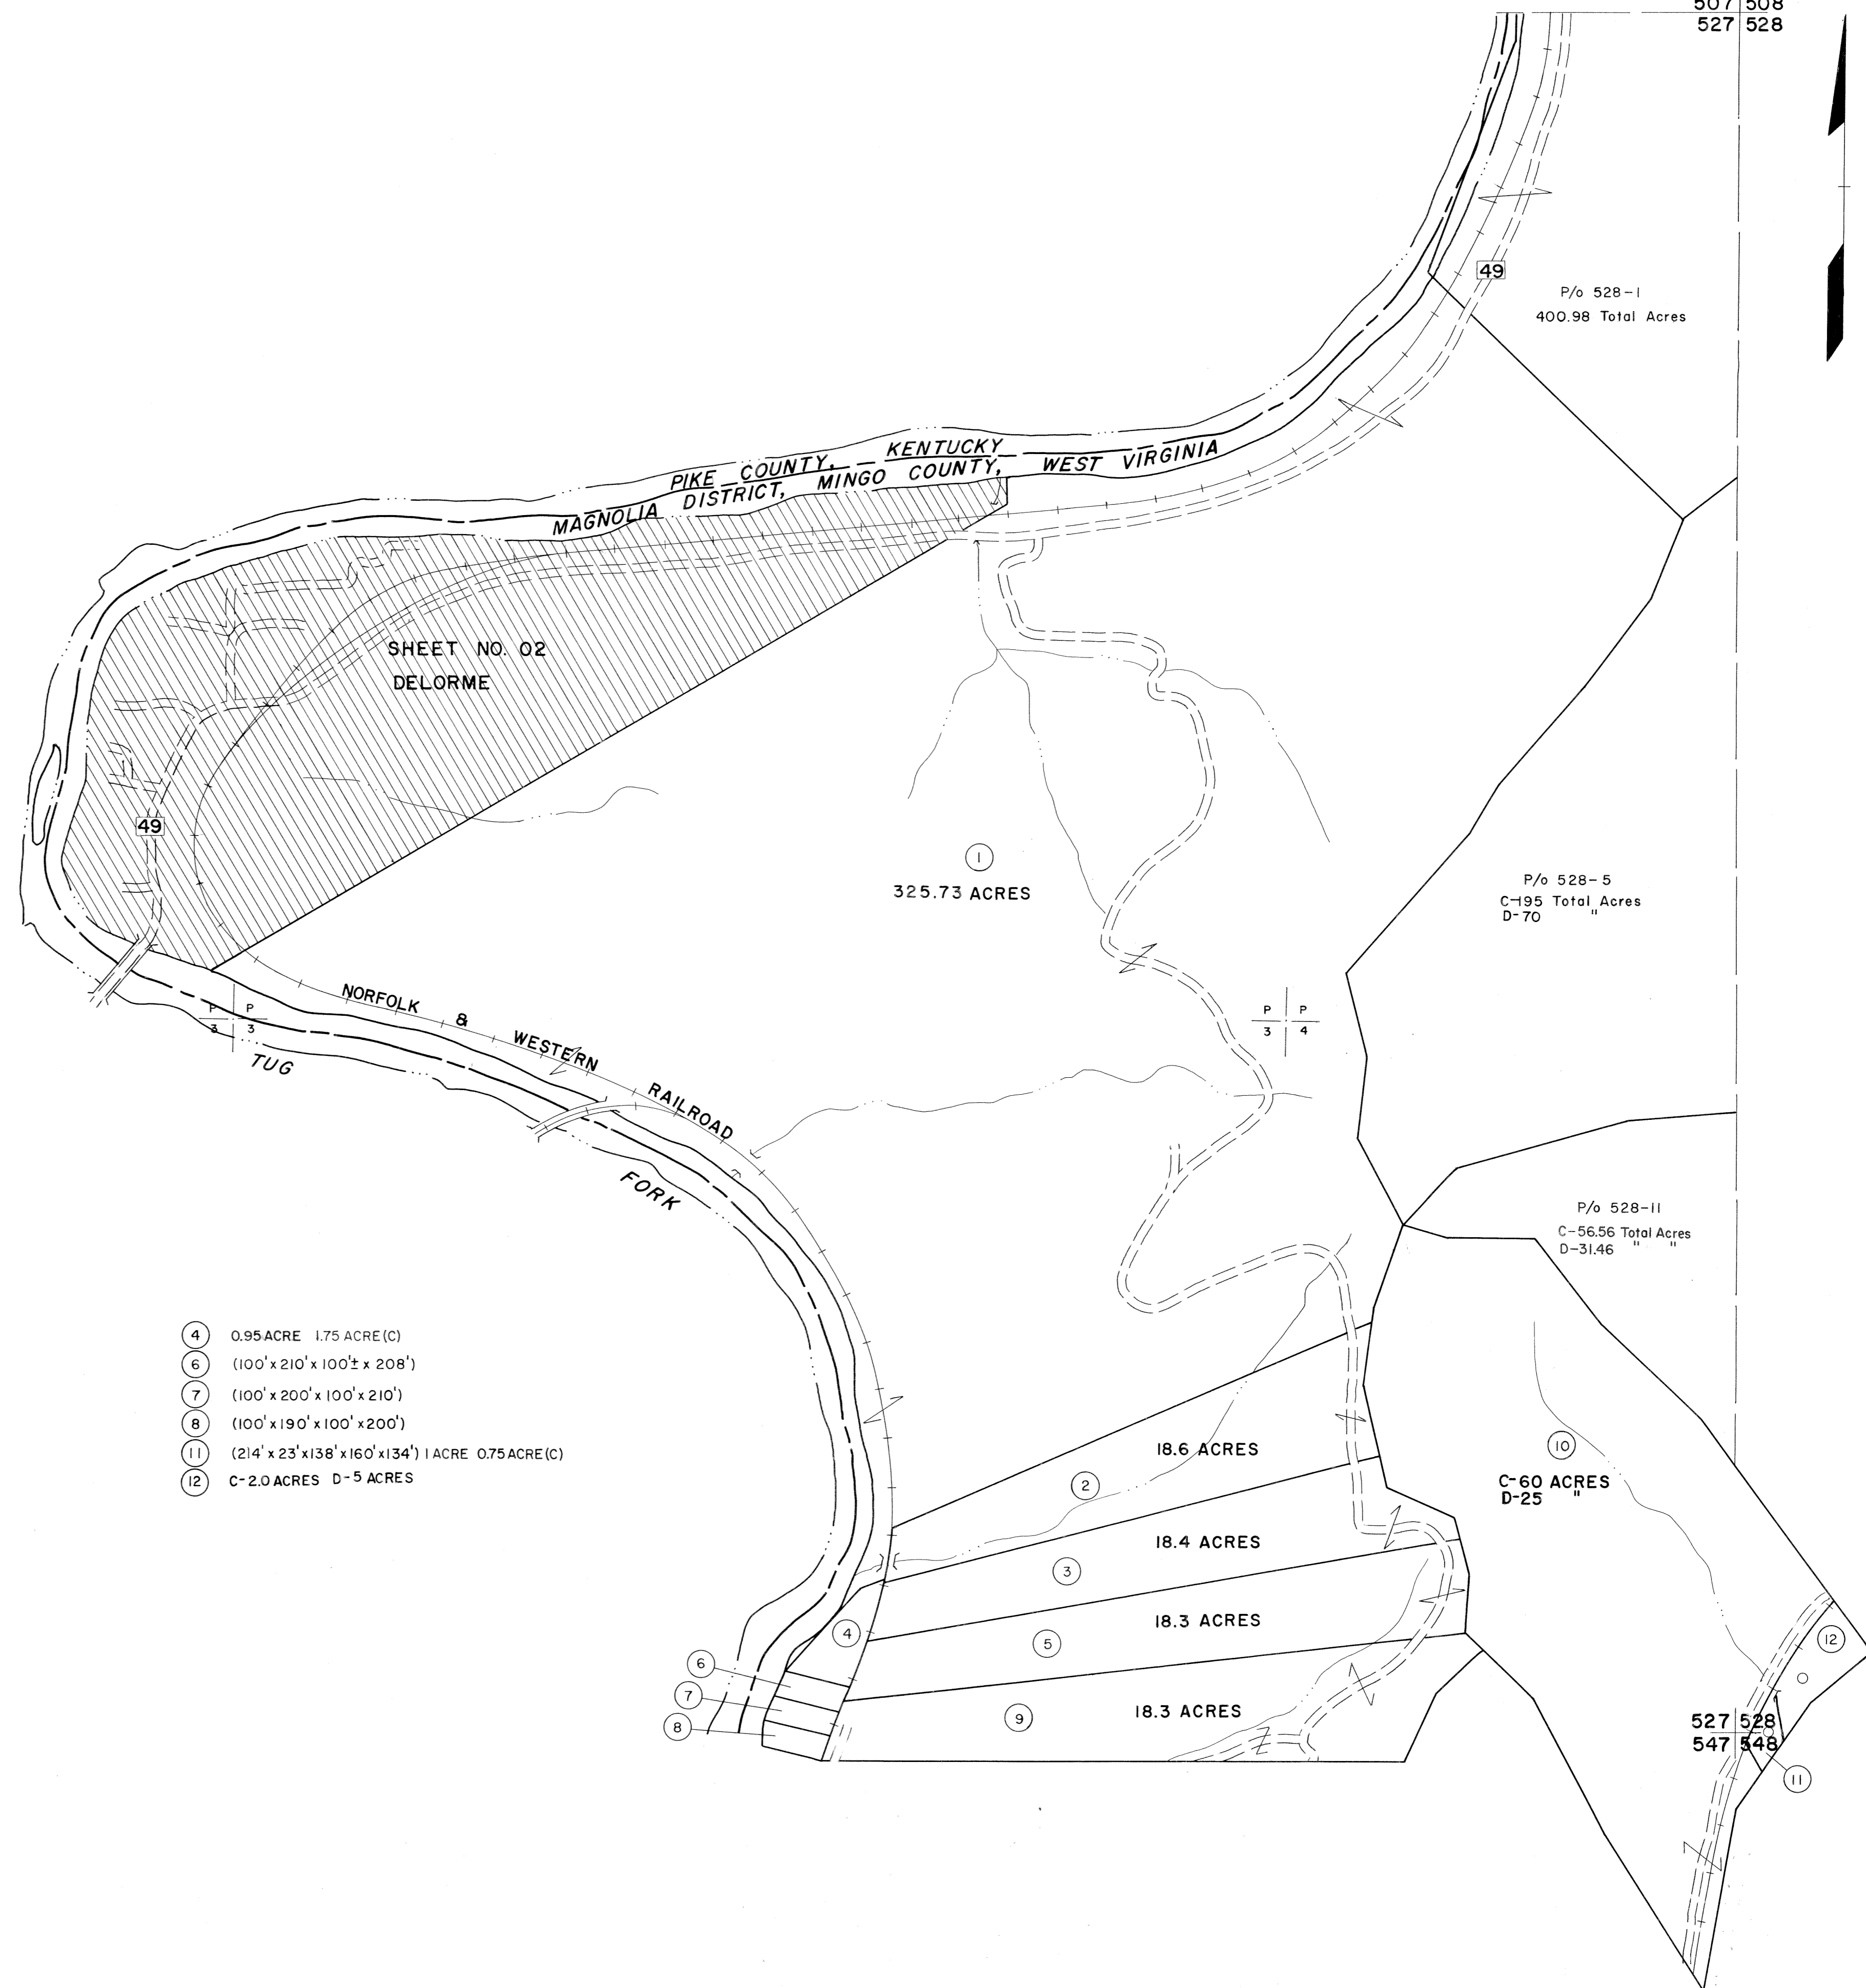 507 508
527 528
49
P/o 528-1
400.98 Total Acres
PIKE COUNTY, KENTUCKY
MAGNOLIA DISTRICT, MINGO COUNTY, WEST VIRGINIA
SHEET NO. 02
DELORME
49
1
325.73 ACRES
P/o 528-5
C-195 Total Acres
D-70 "
NORFOLK & WESTERN RAILROAD
P P
3 3
P P
3 4
TUG FORK
P/o 528-11
C-56.56 Total Acres
D-31.46 " "
4 0.95 ACRE 1.75 ACRE(C)
6 (100' x 210' x 100'± x 208')
7 (100' x 200' x 100' x 210')
8 (100' x 190' x 100' x 200')
11 (214' x 23' x 138' x 160' x 134') 1 ACRE 0.75 ACRE(C)
12 C-2.0 ACRES D-5 ACRES
18.6 ACRES
2
10
C-60 ACRES
D-25 "
18.4 ACRES
3
18.3 ACRES
4
5
12
6
7
8
9
18.3 ACRES
527 528
547 548
11